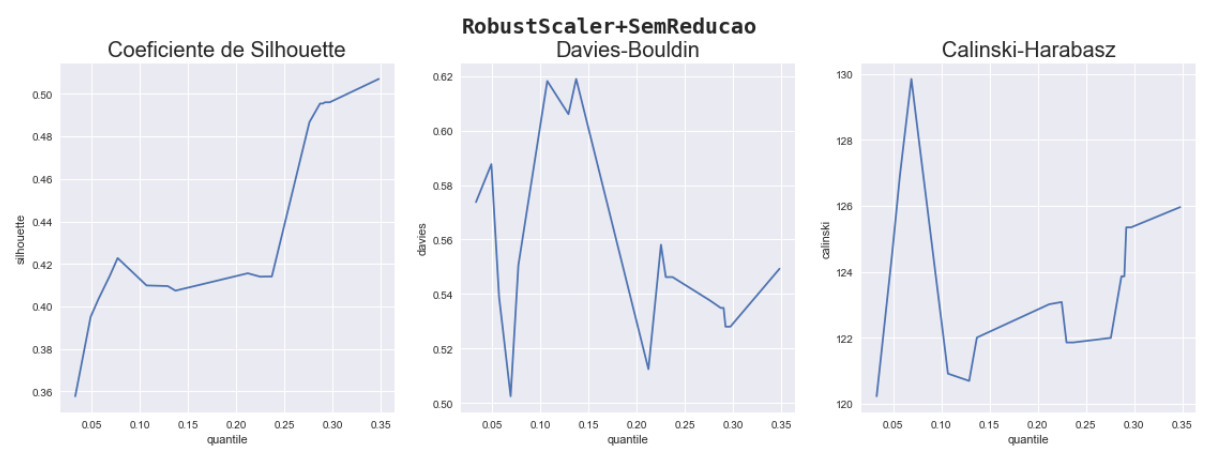 RobustScaler+SemReducao
Coeficiente de Silhouette
silhouette
0.50
0.48
0.46
0.44
0.42
0.40
0.38
0.36
0.05 0.10 0.15 0.20 0.25 0.30 0.35
quantile
Davies-Bouldin
davies
0.62
0.60
0.58
0.56
0.54
0.52
0.50
0.05 0.10 0.15 0.20 0.25 0.30 0.35
quantile
Calinski-Harabasz
calinski
130
128
126
124
122
120
0.05 0.10 0.15 0.20 0.25 0.30 0.35
quantile